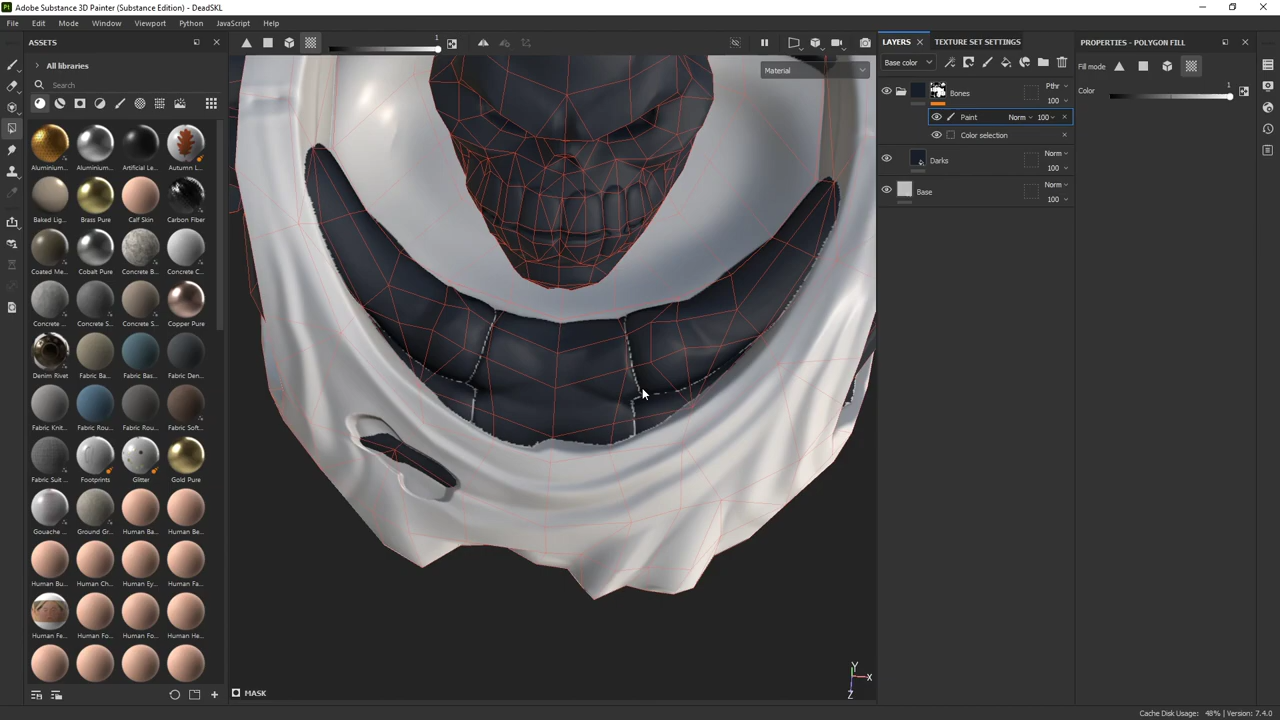 Adobe Substance 3D Painter (Substance Edition) - DeadSKL
File Edit Mode Viewport Python JavaScript Help
ASSETS
All libraries
Search
Aluminium... Aluminium... Artificial Le... Autumn L...
Baked Lig... Brass Pure Calf Skin Carbon Fiber
Coated Me... Cobalt Pure Concrete B... Concrete C...
Concrete ... Concrete S... Concrete S... Copper Pure
Denim Rivet Fabric Ba... Fabric Bas... Fabric Den...
Fabric Knit... Fabric Rou... Fabric Rou... Fabric Soft...
Fabric Suit ... Footprints Glitter Gold Pure
Gouache ... Ground Gr... Human Ba... Human Be...
Human Bu... Human Ch... Human Ey... Human Fa...
Human Fe... Human Fo... Human Fo... Human He...
1
Material
MASK
Y
X
Z
LAYERS
TEXTURE SET SETTINGS
Base color
Bones Pthr
100
Paint Norm 100
Color selection
Darks Norm
100
Base Norm
100
PROPERTIES - POLYGON FILL
Fill mode
Color 1
Cache Disk Usage: 48% | Version: 7.4.0